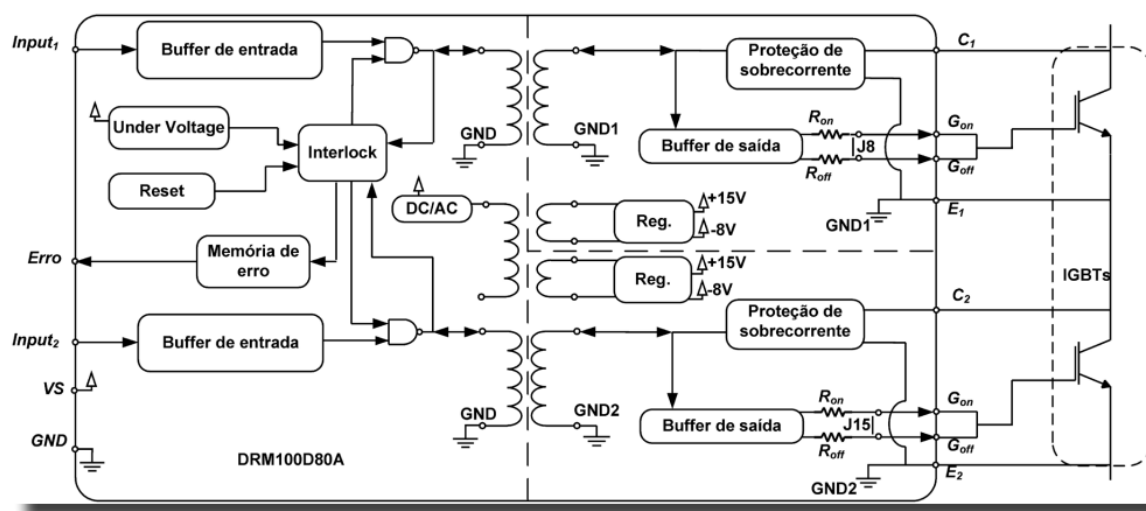 Input1
Buffer de entrada
Under Voltage
Reset
Interlock
Erro
Memória de
erro
Input2
Buffer de entrada
VS
GND
DRM100D80A
GND
DC/AC
GND
GND1
Reg.
+15V
-8V
Reg.
+15V
-8V
GND2
Proteção de
sobrecorrente
Buffer de saída
Ron
Roff
J8
C1
Gon
Goff
E1
GND1
IGBTs
Proteção de
sobrecorrente
Buffer de saída
Ron
Roff
J15
C2
Gon
Goff
E2
GND2